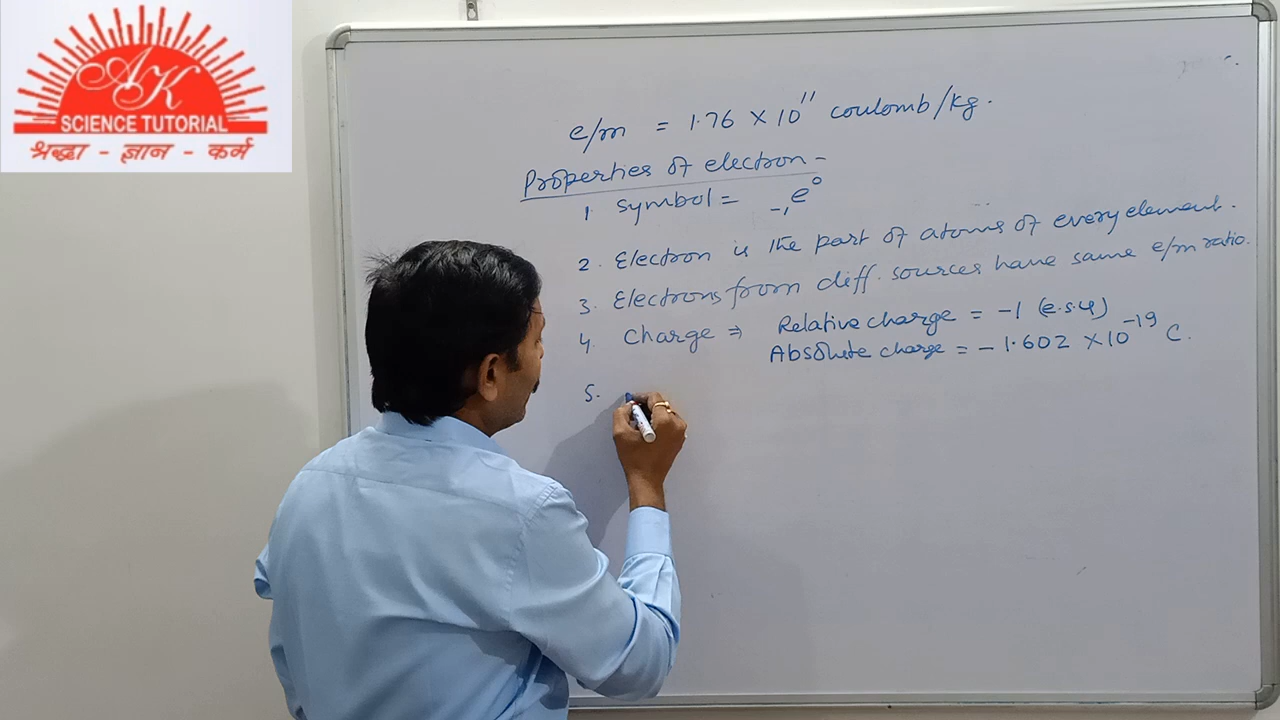 AK
SCIENCE TUTORIAL
श्रद्धा - ज्ञान - कर्म
e/m = 1.76 × 10¹¹ coulomb/kg.
Properties of electron -
1. Symbol = ₋₁e⁰
2. Electron is the part of atoms of every element.
3. Electrons from diff. sources have same e/m ratio.
4. Charge ⇒ Relative charge = -1 (e.s.u)
Absolute charge = - 1.602 × 10⁻¹⁹ C.
5.